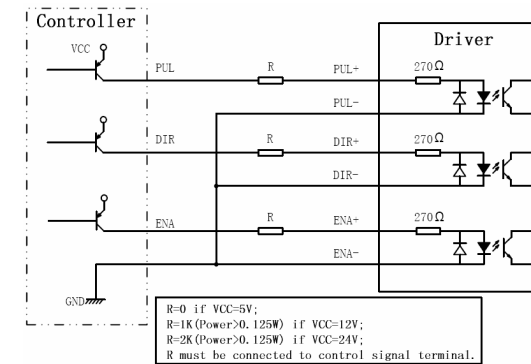 Controller
Driver
VCC
PUL
R
PUL+
270Ω
PUL-
DIR
R
DIR+
270Ω
DIR-
ENA
R
ENA+
270Ω
ENA-
GND
R=0 if VCC=5V;
R=1K(Power>0.125W) if VCC=12V;
R=2K(Power>0.125W) if VCC=24V;
R must be connected to control signal terminal.